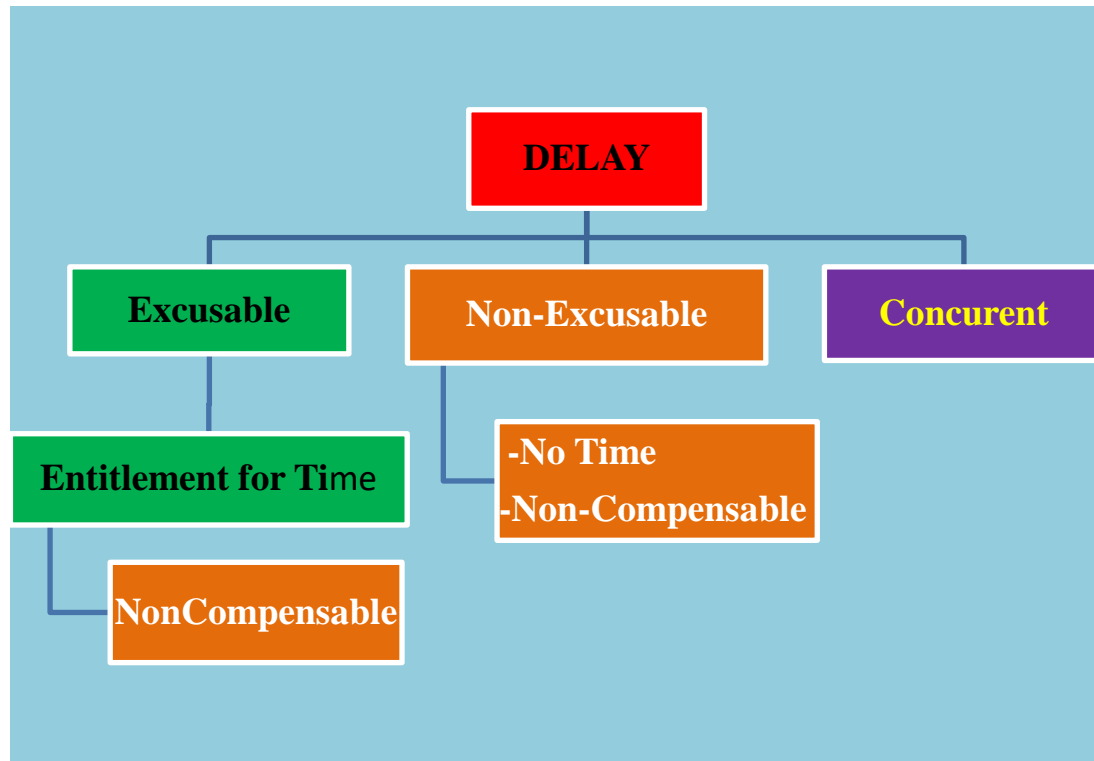 DELAY
Excusable
Non-Excusable
Concurent
Entitlement for Time
-No Time
-Non-Compensable
NonCompensable